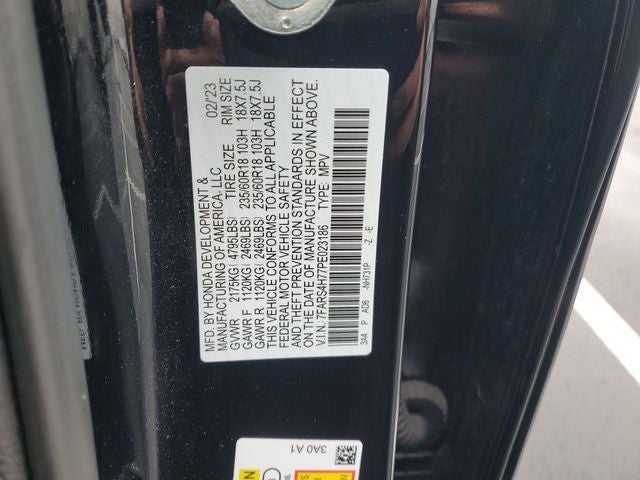 MFD. BY HONDA DEVELOPMENT & 02/'23
MANUFACTURING OF AMERICA, LLC
TIRE SIZE RIM SIZE
GVWR 2175KG( 4795LBS)
GAWR F 1120KG( 2469LBS) 235/60R18 103H 18X7.5J
GAWR R 1120KG( 2469LBS) 235/60R18 103H 18X7.5J
THIS VEHICLE CONFORMS TO ALL APPLICABLE
FEDERAL MOTOR VEHICLE SAFETY
AND THEFT PREVENTION STANDARDS IN EFFECT
ON THE DATE OF MANUFACTURE SHOWN ABOVE.
V.I.N. 7FARS4H77PE023186 TYPE: MPV
3A4 P AD6 -NH731P -Z -E
3A0 A1